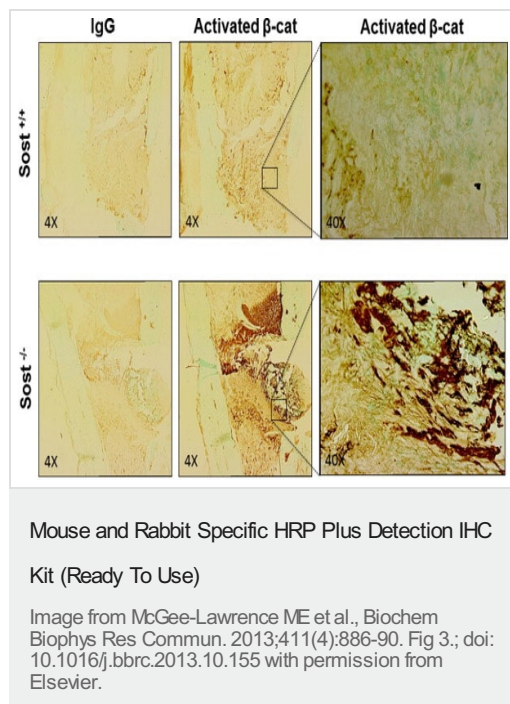 IgG Activated β-cat Activated β-cat
Sost +/+
4X 4X 40X
Sost -/-
4X 4X 40X
Mouse and Rabbit Specific HRP Plus Detection IHC
Kit (Ready To Use)
Image from McGee-Lawrence ME et al., Biochem
Biophys Res Commun. 2013;411(4):886-90. Fig 3.; doi:
10.1016/j.bbrc.2013.10.155 with permission from
Elsevier.